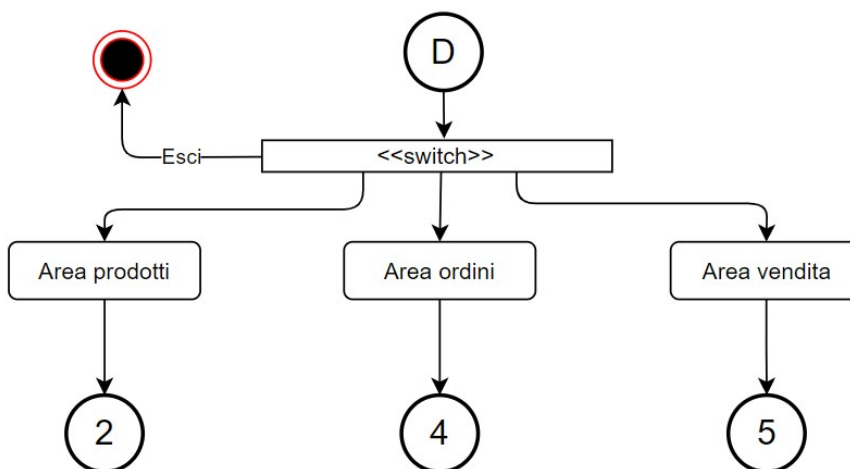 D
Esci
<<switch>>
Area prodotti
Area ordini
Area vendita
2
4
5